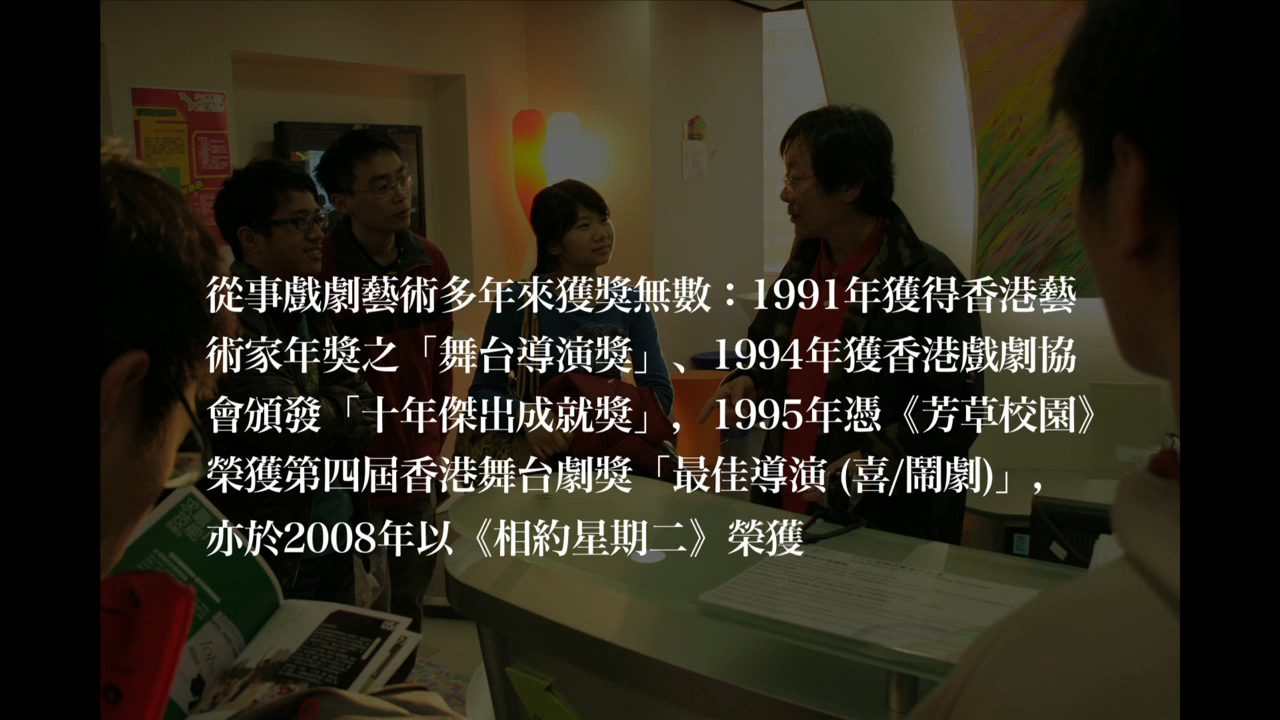 從事戲劇藝術多年來獲獎無數：1991年獲得香港藝
術家年獎之「舞台導演獎」、1994年獲香港戲劇協
會頒發「十年傑出成就獎」，1995年憑《芳草校園》
榮獲第四屆香港舞台劇獎「最佳導演 (喜/鬧劇)」，
亦於2008年以《相約星期二》榮獲